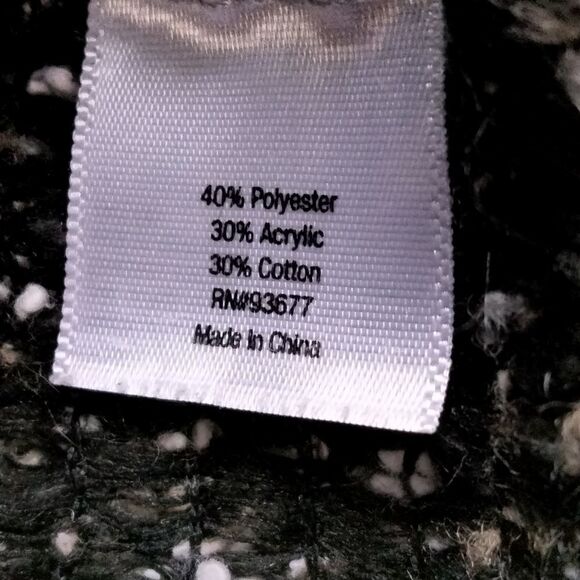 40% Polyester
30% Acrylic
30% Cotton
RN#93677
Made In China